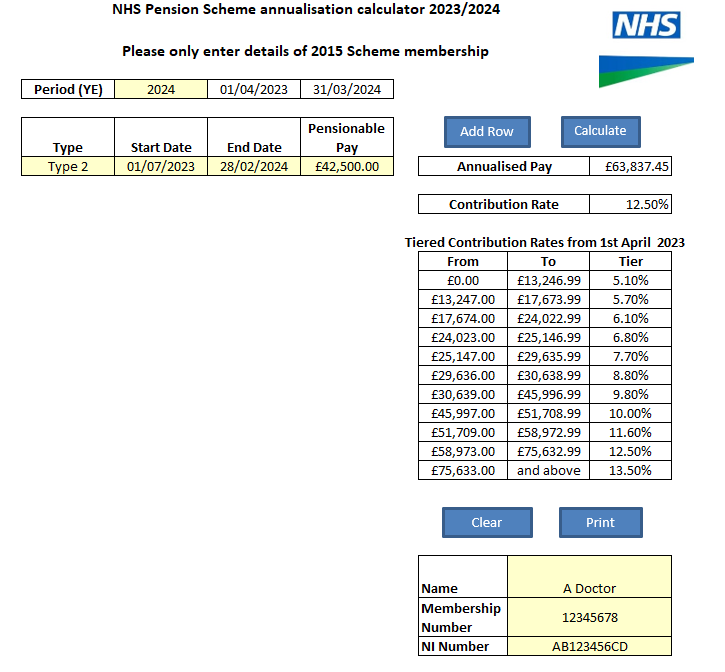 NHS Pension Scheme annualisation calculator 2023/2024
NHS
Please only enter details of 2015 Scheme membership
Period (YE) 2024 01/04/2023 31/03/2024
Type Start Date End Date Pensionable Pay
Type 2 01/07/2023 28/02/2024 £42,500.00
Add Row Calculate
Annualised Pay £63,837.45
Contribution Rate 12.50%
Tiered Contribution Rates from 1st April 2023
From To Tier
£0.00 £13,246.99 5.10%
£13,247.00 £17,673.99 5.70%
£17,674.00 £24,022.99 6.10%
£24,023.00 £25,146.99 6.80%
£25,147.00 £29,635.99 7.70%
£29,636.00 £30,638.99 8.80%
£30,639.00 £45,996.99 9.80%
£45,997.00 £51,708.99 10.00%
£51,709.00 £58,972.99 11.60%
£58,973.00 £75,632.99 12.50%
£75,633.00 and above 13.50%
Clear Print
Name A Doctor
Membership Number 12345678
NI Number AB123456CD